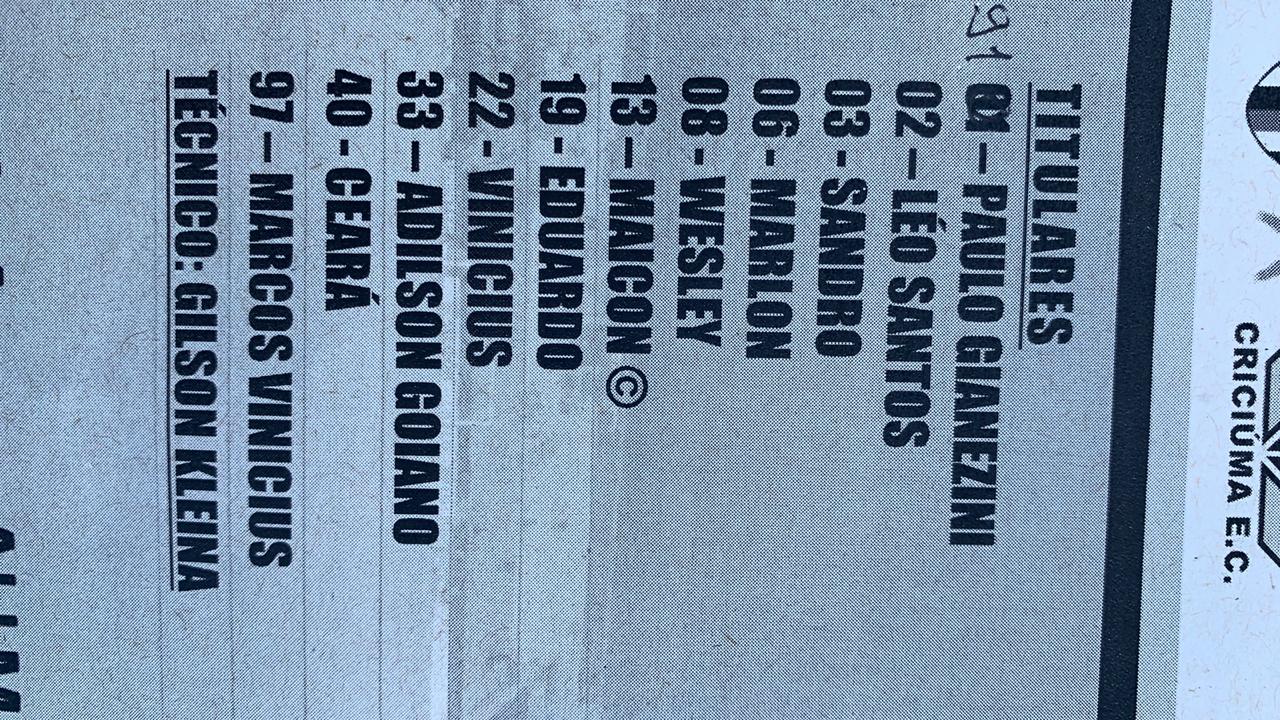 CRICIÚMA E.C.
TITULARES
91 01 – PAULO GIANEZINI
02 – LÉO SANTOS
03 - SANDRO
06 - MARLON
08 - WESLEY
13 – MAICON ©
19 - EDUARDO
22 - VINICIUS
33 – ADILSON GOIANO
40 - CEARÁ
97 – MARCOS VINICIUS
TÉCNICO: GILSON KLEINA